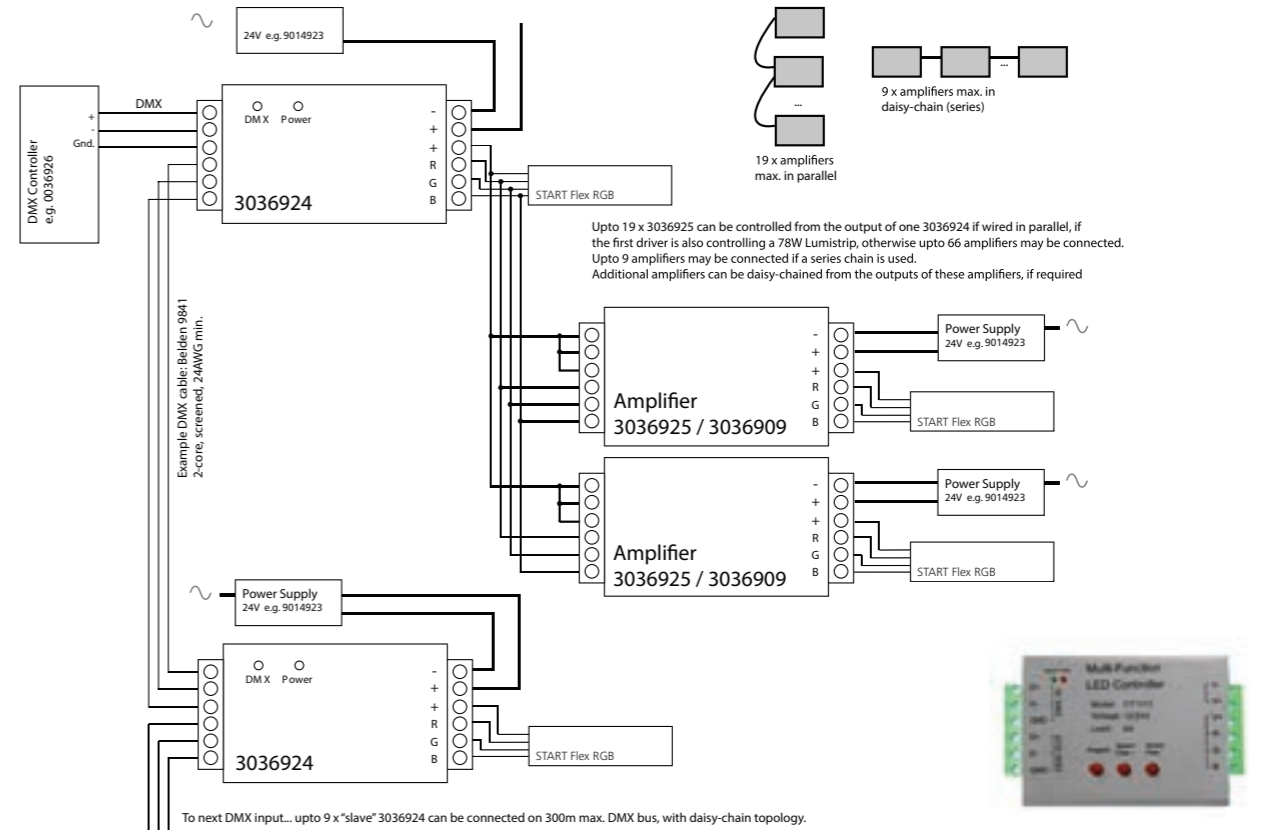 24V e.g. 9014923
DMX Controller
e.g. 0036926
+
-
Gnd.
DMX
DM X Power
3036924
-
+
+
R
G
B
START Flex RGB
...
19 x amplifiers
max. in parallel
...
9 x amplifiers max. in
daisy-chain (series)
Upto 19 x 3036925 can be controlled from the output of one 3036924 if wired in parallel, if
the first driver is also controlling a 78W Lumistrip, otherwise upto 66 amplifiers may be connected.
Upto 9 amplifiers may be connected if a series chain is used.
Additional amplifiers can be daisy-chained from the outputs of these amplifiers, if required
Example DMX cable: Belden 9841
2-core, screened, 24AWG min.
Amplifier
3036925 / 3036909
-
+
+
R
G
B
Power Supply
24V e.g. 9014923
START Flex RGB
Amplifier
3036925 / 3036909
-
+
+
R
G
B
Power Supply
24V e.g. 9014923
START Flex RGB
Power Supply
24V e.g. 9014923
DM X Power
3036924
-
+
+
R
G
B
START Flex RGB
Multi-Function
LED Controller
To next DMX input... upto 9 x “slave” 3036924 can be connected on 300m max. DMX bus, with daisy-chain topology.